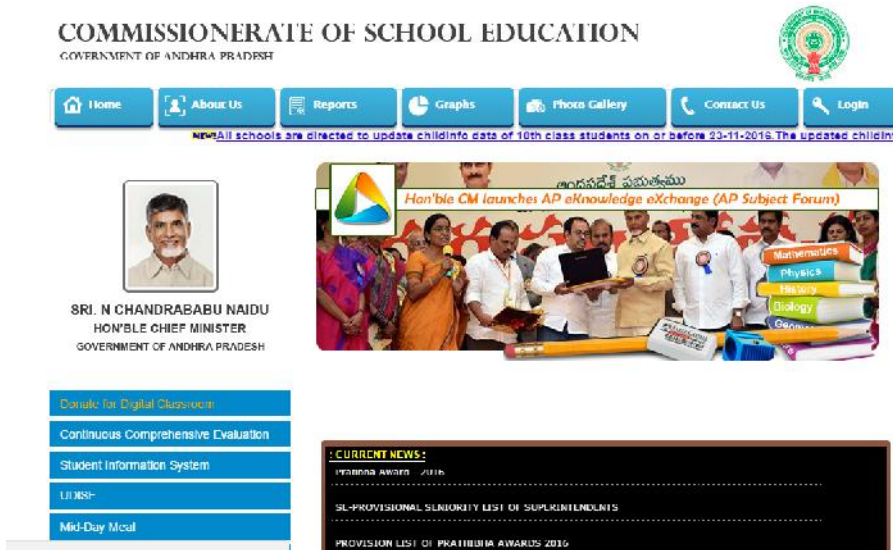 COMMISSIONERATE OF SCHOOL EDUCATION
GOVERNMENT OF ANDHRA PRADESH
Home About Us Reports Graphs Photo Gallery Contact Us Login
NEW! All schools are directed to update childinfo data of 10th class students on or before 23-11-2016.The updated childin
Hon'ble CM launches AP eKnowledge eXchange (AP Subject Forum)
Mathematics
Physics
History
Biology
SRI. N CHANDRABABU NAIDU
HON'BLE CHIEF MINISTER
GOVERNMENT OF ANDHRA PRADESH
Donate for Digital Classroom
Continuous Comprehensive Evaluation
Student Information System
UDISE
Mid-Day Meal
: CURRENT NEWS :
Pratibha Award - 2016
SE-PROVISIONAL SENIORITY LIST OF SUPERINTENDENTS
PROVISION LIST OF PRATHIBHA AWARDS 2016